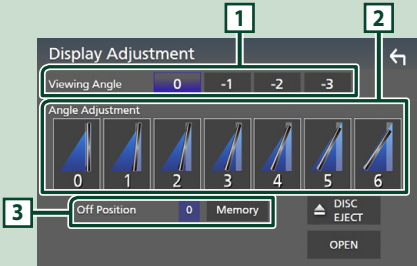 1 2
Display Adjustment
Viewing Angle 0 -1 -2 -3
Angle Adjustment
0 1 2 3 4 5 6
3
Off Position 0 Memory
DISC
EJECT
OPEN